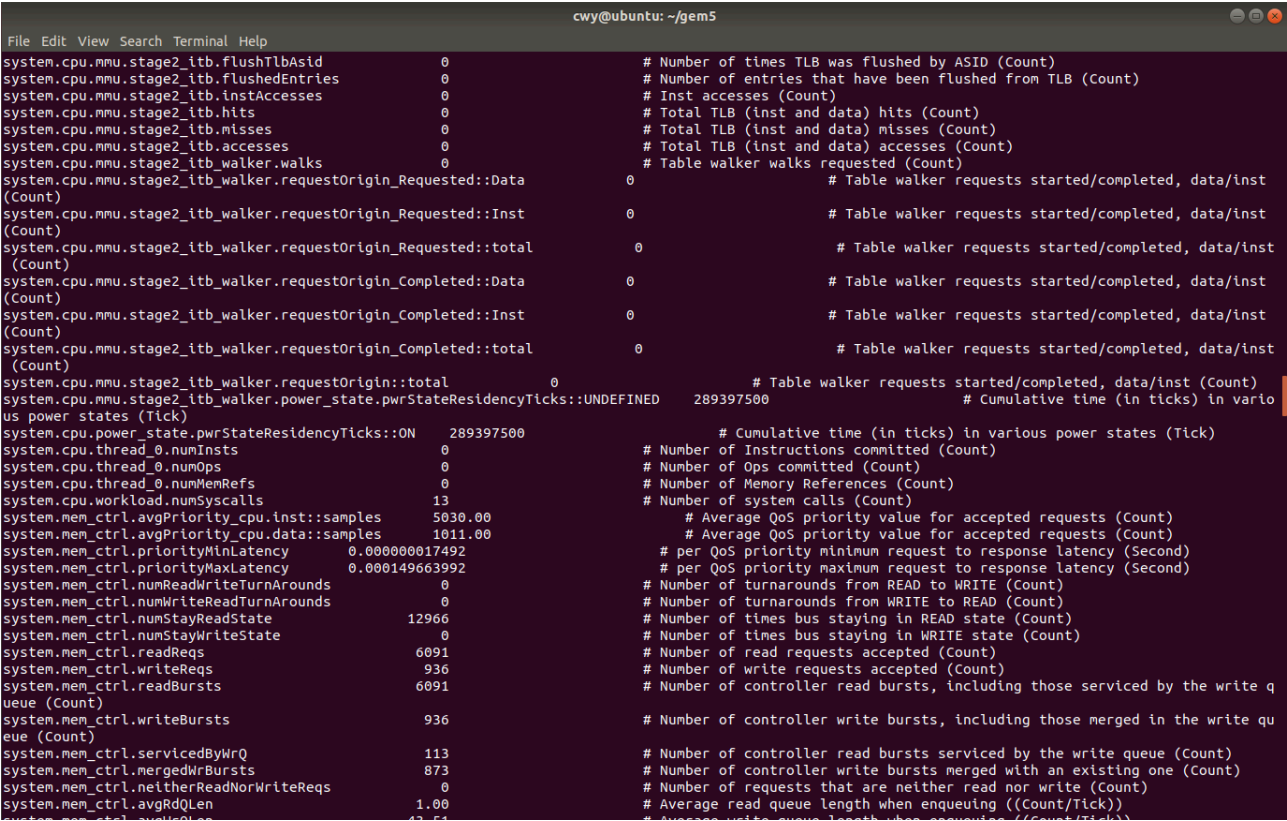 cwy@ubuntu: ~/gem5
File Edit View Search Terminal Help
system.cpu.mmu.stage2_itb.flushTlbAsid 0 # Number of times TLB was flushed by ASID (Count)
system.cpu.mmu.stage2_itb.flushedEntries 0 # Number of entries that have been flushed from TLB (Count)
system.cpu.mmu.stage2_itb.instAccesses 0 # Inst accesses (Count)
system.cpu.mmu.stage2_itb.hits 0 # Total TLB (inst and data) hits (Count)
system.cpu.mmu.stage2_itb.misses 0 # Total TLB (inst and data) misses (Count)
system.cpu.mmu.stage2_itb.accesses 0 # Total TLB (inst and data) accesses (Count)
system.cpu.mmu.stage2_itb_walker.walks 0 # Table walker walks requested (Count)
system.cpu.mmu.stage2_itb_walker.requestOrigin_Requested::Data 0 # Table walker requests started/completed, data/inst
(Count)
system.cpu.mmu.stage2_itb_walker.requestOrigin_Requested::Inst 0 # Table walker requests started/completed, data/inst
(Count)
system.cpu.mmu.stage2_itb_walker.requestOrigin_Requested::total 0 # Table walker requests started/completed, data/inst
(Count)
system.cpu.mmu.stage2_itb_walker.requestOrigin_Completed::Data 0 # Table walker requests started/completed, data/inst
(Count)
system.cpu.mmu.stage2_itb_walker.requestOrigin_Completed::Inst 0 # Table walker requests started/completed, data/inst
(Count)
system.cpu.mmu.stage2_itb_walker.requestOrigin_Completed::total 0 # Table walker requests started/completed, data/inst
(Count)
system.cpu.mmu.stage2_itb_walker.requestOrigin::total 0 # Table walker requests started/completed, data/inst (Count)
system.cpu.mmu.stage2_itb_walker.power_state.pwrStateResidencyTicks::UNDEFINED 289397500 # Cumulative time (in ticks) in vario
us power states (Tick)
system.cpu.power_state.pwrStateResidencyTicks::ON 289397500 # Cumulative time (in ticks) in various power states (Tick)
system.cpu.thread_0.numInsts 0 # Number of Instructions committed (Count)
system.cpu.thread_0.numOps 0 # Number of Ops committed (Count)
system.cpu.thread_0.numMemRefs 0 # Number of Memory References (Count)
system.cpu.workload.numSyscalls 13 # Number of system calls (Count)
system.mem_ctrl.avgPriority_cpu.inst::samples 5030.00 # Average QoS priority value for accepted requests (Count)
system.mem_ctrl.avgPriority_cpu.data::samples 1011.00 # Average QoS priority value for accepted requests (Count)
system.mem_ctrl.priorityMinLatency 0.000000017492 # per QoS priority minimum request to response latency (Second)
system.mem_ctrl.priorityMaxLatency 0.000149663992 # per QoS priority maximum request to response latency (Second)
system.mem_ctrl.numReadWriteTurnArounds 0 # Number of turnarounds from READ to WRITE (Count)
system.mem_ctrl.numWriteReadTurnArounds 0 # Number of turnarounds from WRITE to READ (Count)
system.mem_ctrl.numStayReadState 12966 # Number of times bus staying in READ state (Count)
system.mem_ctrl.numStayWriteState 0 # Number of times bus staying in WRITE state (Count)
system.mem_ctrl.readReqs 6091 # Number of read requests accepted (Count)
system.mem_ctrl.writeReqs 936 # Number of write requests accepted (Count)
system.mem_ctrl.readBursts 6091 # Number of controller read bursts, including those serviced by the write q
ueue (Count)
system.mem_ctrl.writeBursts 936 # Number of controller write bursts, including those merged in the write qu
eue (Count)
system.mem_ctrl.servicedByWrQ 113 # Number of controller read bursts serviced by the write queue (Count)
system.mem_ctrl.mergedWrBursts 873 # Number of controller write bursts merged with an existing one (Count)
system.mem_ctrl.neitherReadNorWriteReqs 0 # Number of requests that are neither read nor write (Count)
system.mem_ctrl.avgRdQLen 1.00 # Average read queue length when enqueuing ((Count/Tick))
system.mem_ctrl.avgWrQLen 43.51 # Average write queue length when enqueuing ((Count/Tick))